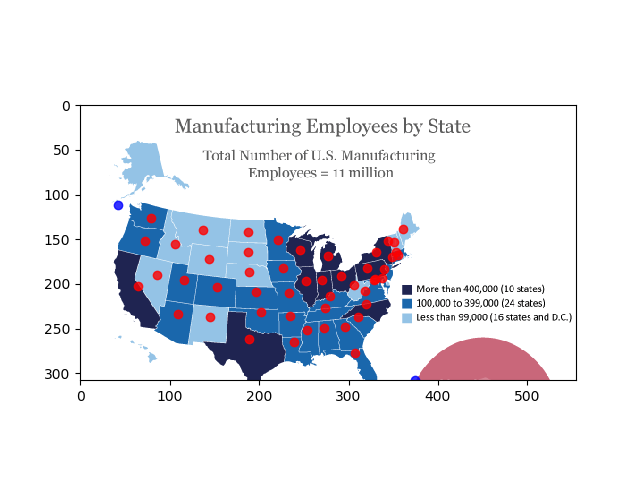 Manufacturing Employees by State
Total Number of U.S. Manufacturing
Employees = 11 million
More than 400,000 (10 states)
100,000 to 399,000 (24 states)
Less than 99,000 (16 states and D.C.)
0
50
100
150
200
250
300
0 100 200 300 400 500